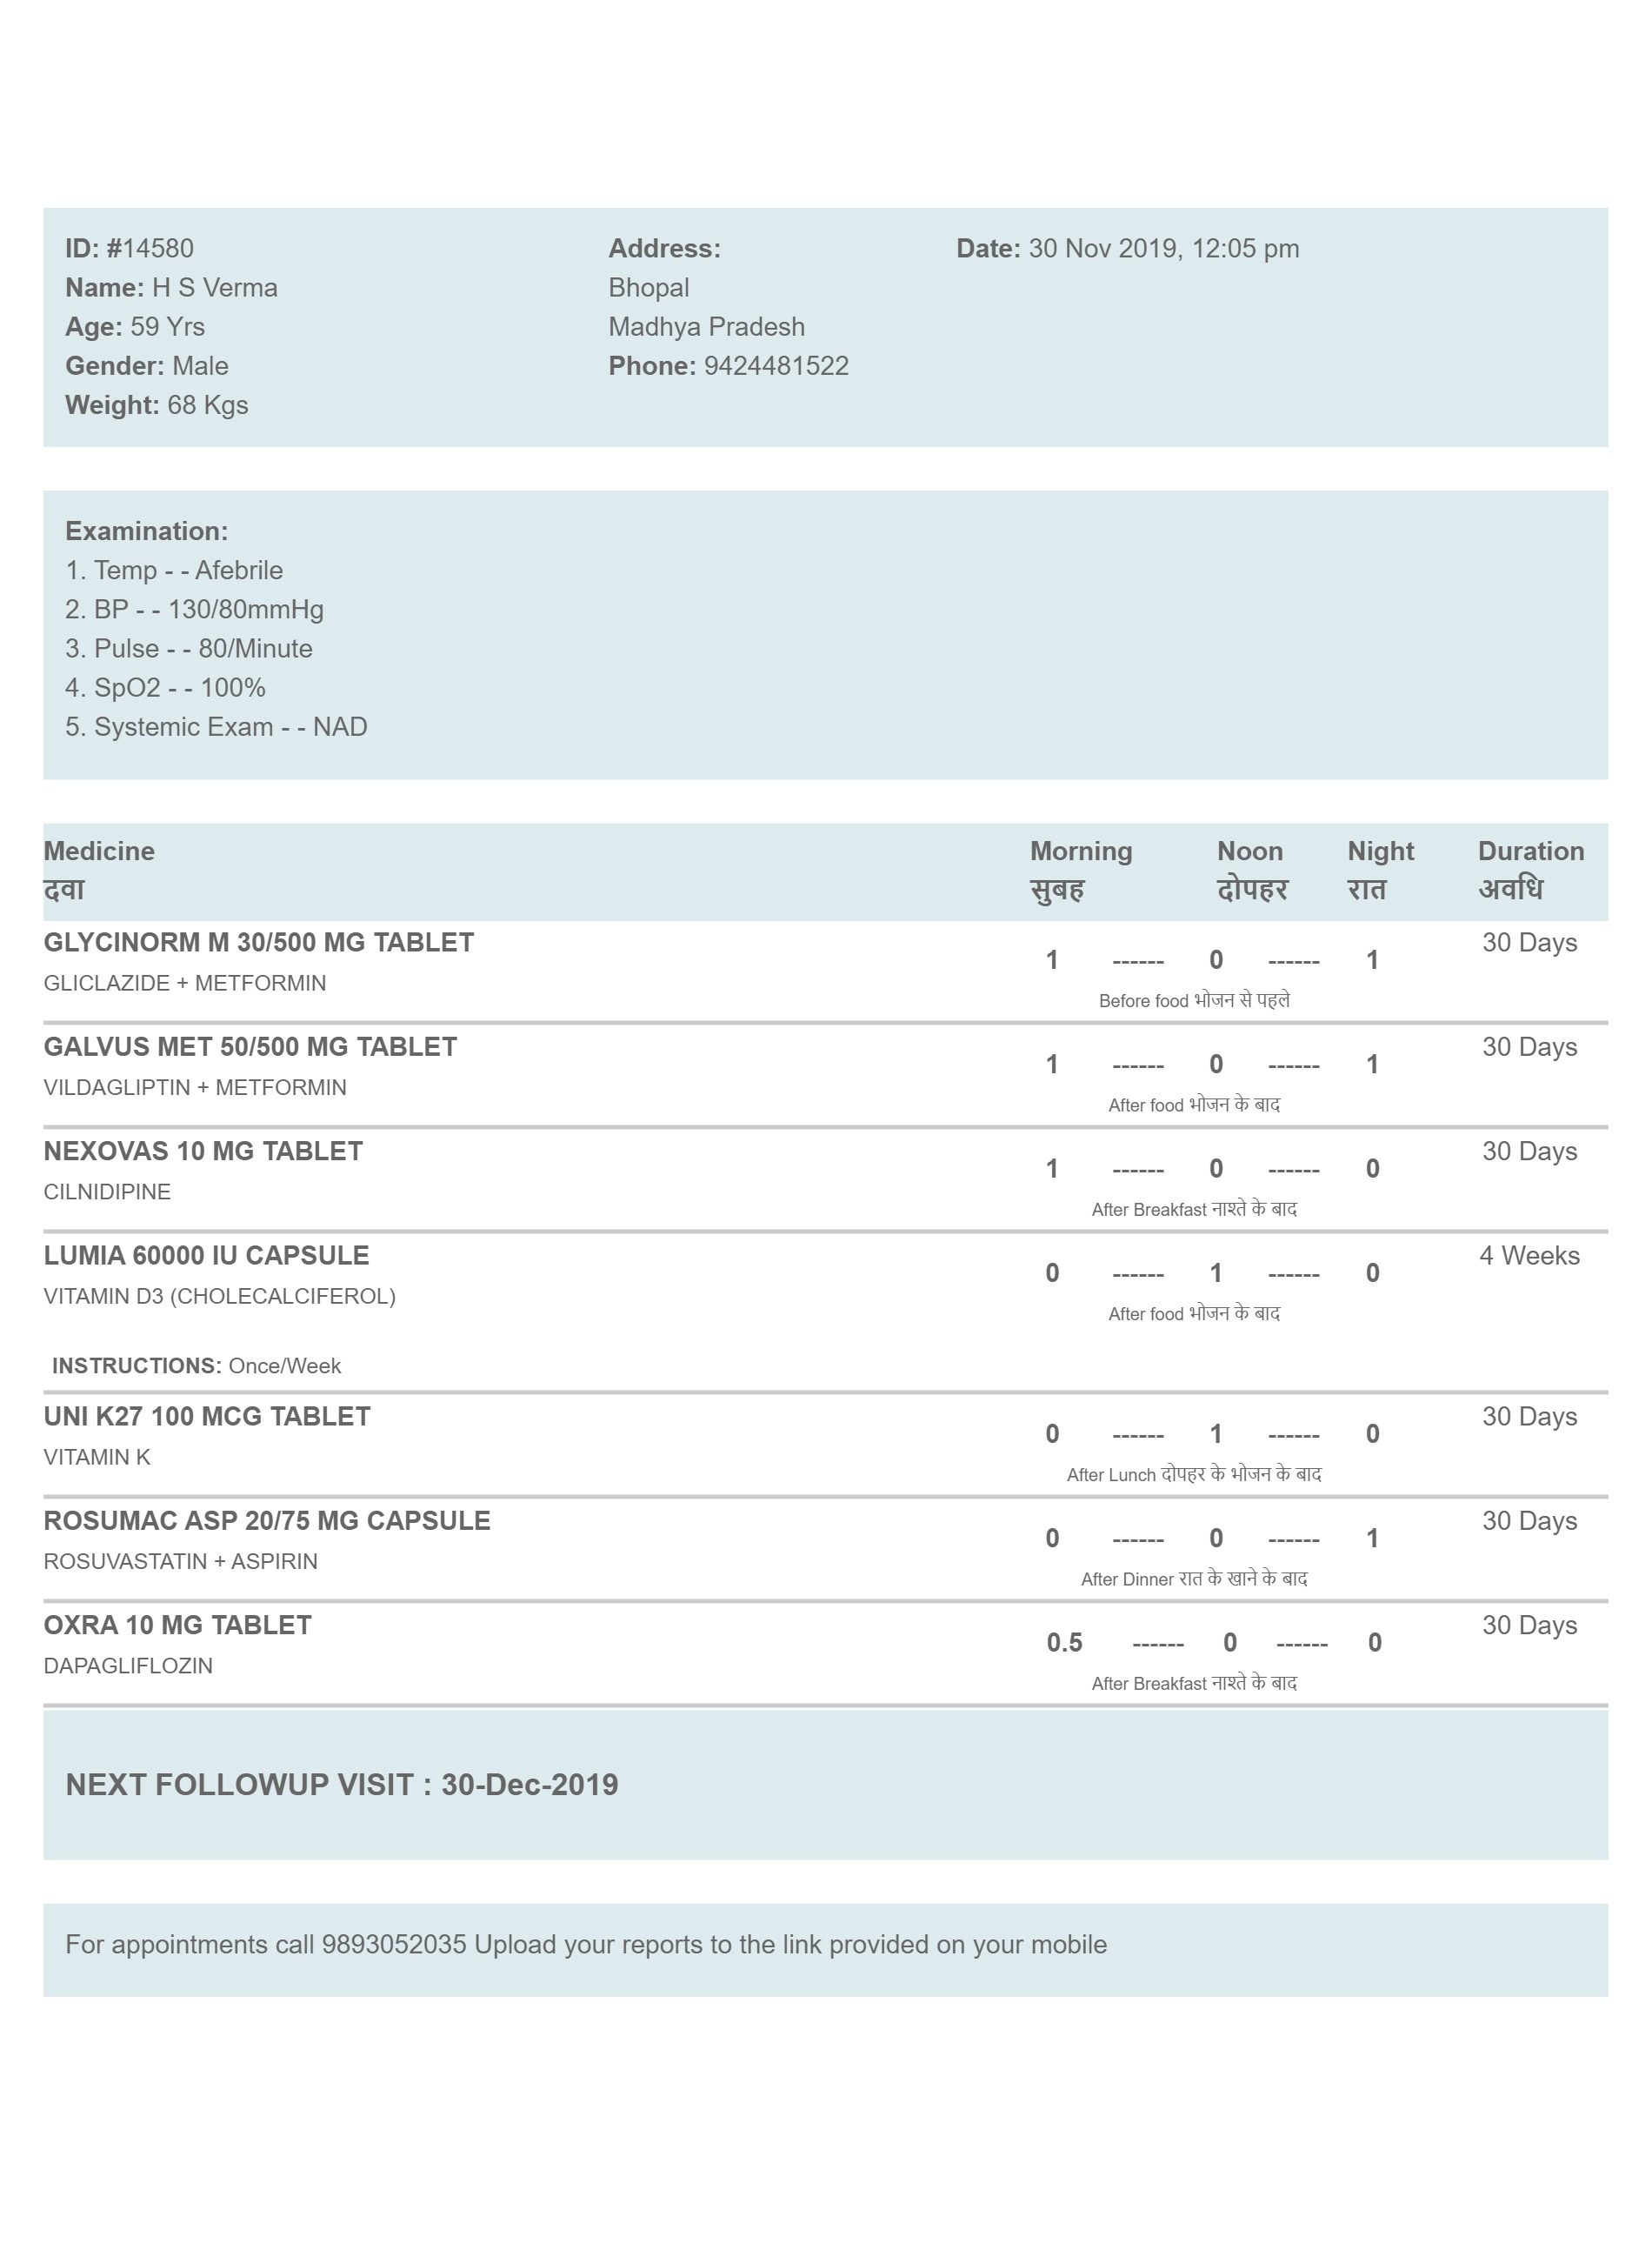 ID: #14580
Name: H S Verma
Age: 59 Yrs
Gender: Male
Weight: 68 Kgs
Address:
Bhopal
Madhya Pradesh
Phone: 9424481522
Date: 30 Nov 2019, 12:05 pm
Examination:
1. Temp - - Afebrile
2. BP - - 130/80mmHg
3. Pulse - - 80/Minute
4. SpO2 - - 100%
5. Systemic Exam - - NAD
Medicine Morning Noon Night Duration
दवा सुबह दोपहर रात अवधि
GLYCINORM M 30/500 MG TABLET 30 Days
1 ------ 0 ------ 1
GLICLAZIDE + METFORMIN
Before food भोजन से पहले
GALVUS MET 50/500 MG TABLET 30 Days
1 ------ 0 ------ 1
VILDAGLIPTIN + METFORMIN
After food भोजन के बाद
NEXOVAS 10 MG TABLET 30 Days
1 ------ 0 ------ 0
CILNIDIPINE
After Breakfast नाश्ते के बाद
LUMIA 60000 IU CAPSULE 4 Weeks
0 ------ 1 ------ 0
VITAMIN D3 (CHOLECALCIFEROL)
After food भोजन के बाद
INSTRUCTIONS: Once/Week
UNI K27 100 MCG TABLET 30 Days
0 ------ 1 ------ 0
VITAMIN K
After Lunch दोपहर के भोजन के बाद
ROSUMAC ASP 20/75 MG CAPSULE 30 Days
0 ------ 0 ------ 1
ROSUVASTATIN + ASPIRIN
After Dinner रात के खाने के बाद
OXRA 10 MG TABLET 30 Days
0.5 ------ 0 ------ 0
DAPAGLIFLOZIN
After Breakfast नाश्ते के बाद
NEXT FOLLOWUP VISIT : 30-Dec-2019
For appointments call 9893052035 Upload your reports to the link provided on your mobile